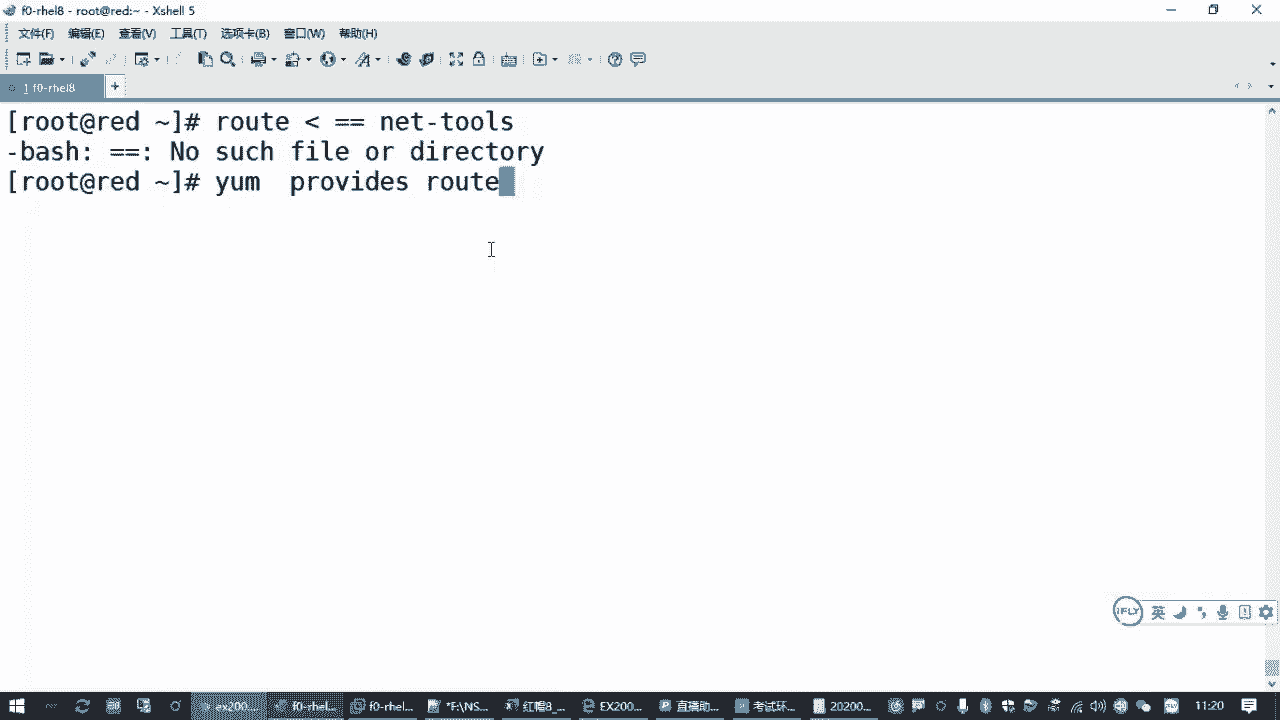 f0-rhel8 - root@red:~ - Xshell 5
文件(F) 编辑(E) 查看(V) 工具(T) 选项卡(B) 窗口(W) 帮助(H)
1 f0-rhel8 +
[root@red ~]# route < == net-tools
-bash: ==: No such file or directory
[root@red ~]# yum  provides route
iFLY 英
ex200... f0-rhel... f0-rhel... *F:\NS... 红帽8_... EX200... 直播助... 考试环... 20200... 11:20